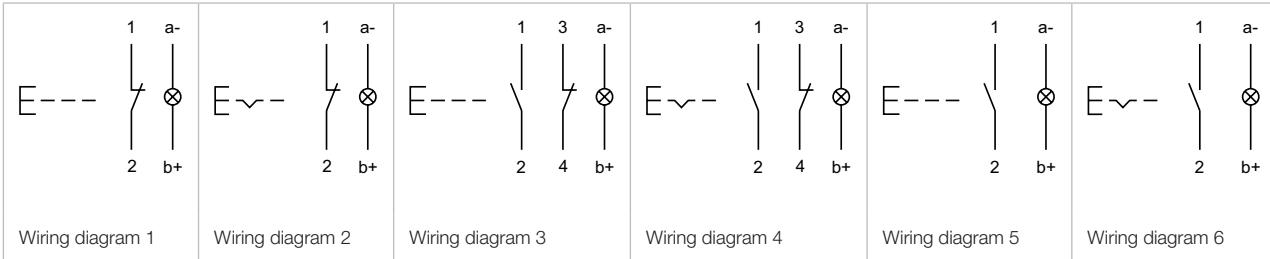 1 a-
2 b+
Wiring diagram 1
1 a-
2 b+
Wiring diagram 2
1 3 a-
2 4 b+
Wiring diagram 3
1 3 a-
2 4 b+
Wiring diagram 4
1 a-
2 b+
Wiring diagram 5
1 a-
2 b+
Wiring diagram 6